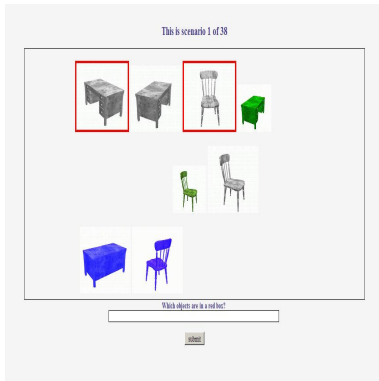 This is scenario 1 of 38
Which objects are in a red box?
submit